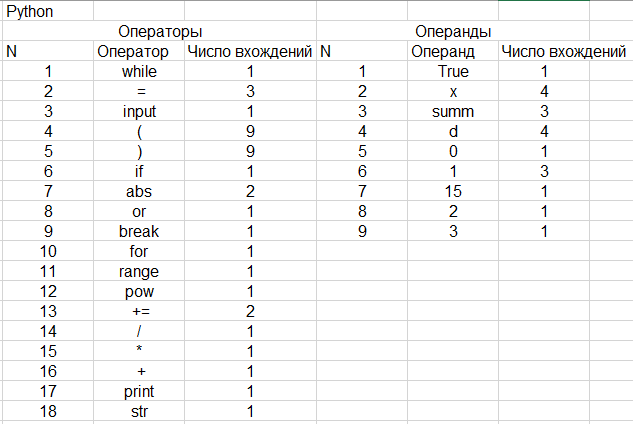 Python
Операторы Операнды
N Оператор Число вхождений N Операнд Число вхождений
1 while 1 1 True 1
2 = 3 2 x 4
3 input 1 3 summ 3
4 ( 9 4 d 4
5 ) 9 5 0 1
6 if 1 6 1 3
7 abs 2 7 15 1
8 or 1 8 2 1
9 break 1 9 3 1
10 for 1
11 range 1
12 pow 1
13 += 2
14 / 1
15 * 1
16 + 1
17 print 1
18 str 1